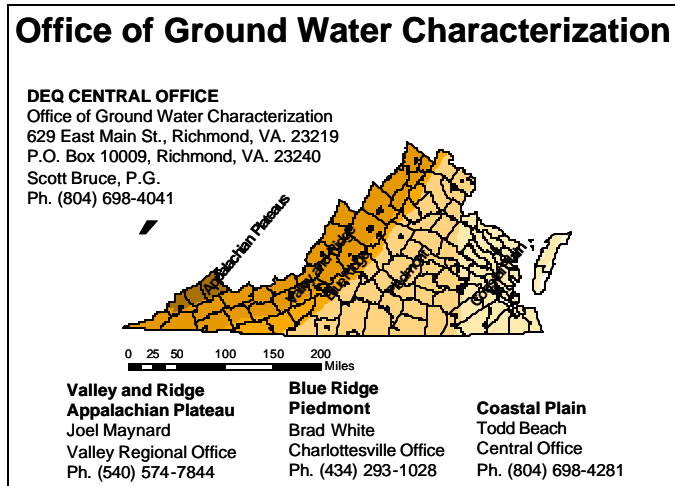 Office of Ground Water Characterization
DEQ CENTRAL OFFICE
Office of Ground Water Characterization
629 East Main St., Richmond, VA. 23219
P.O. Box 10009, Richmond, VA. 23240
Scott Bruce, P.G.
Ph. (804) 698-4041
Appalachian Plateaus
Valley and Ridge
Blue Ridge
Piedmont
Coastal Plain
0 25 50 100 150 200
Miles
Valley and Ridge
Appalachian Plateau
Joel Maynard
Valley Regional Office
Ph. (540) 574-7844
Blue Ridge
Piedmont
Brad White
Charlottesville Office
Ph. (434) 293-1028
Coastal Plain
Todd Beach
Central Office
Ph. (804) 698-4281